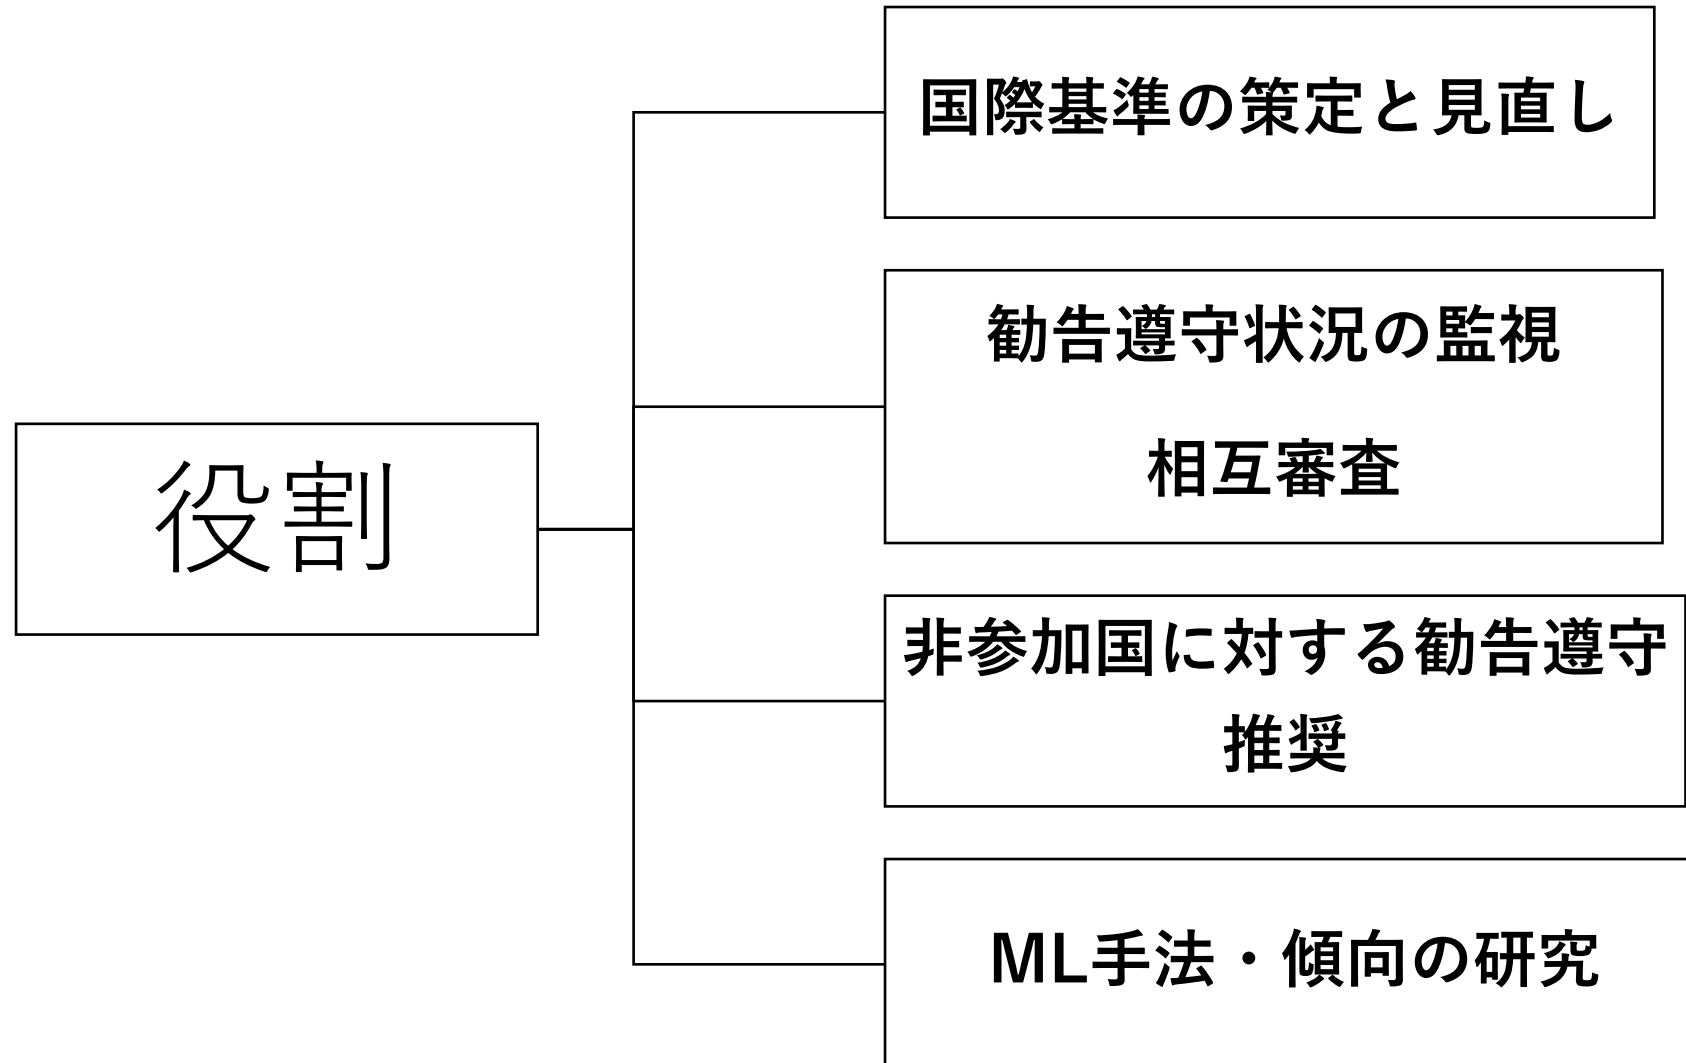 役割
国際基準の策定と見直し
勧告遵守状況の監視
相互審査
非参加国に対する勧告遵守
推奨
ML手法・傾向の研究